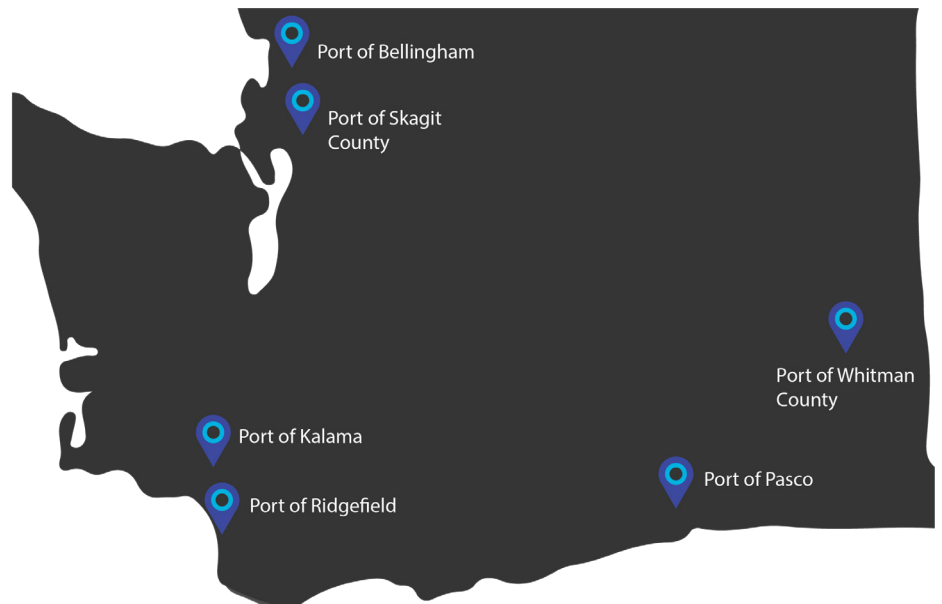 Port of Bellingham
Port of Skagit
County
Port of Whitman
County
Port of Kalama
Port of Pasco
Port of Ridgefield